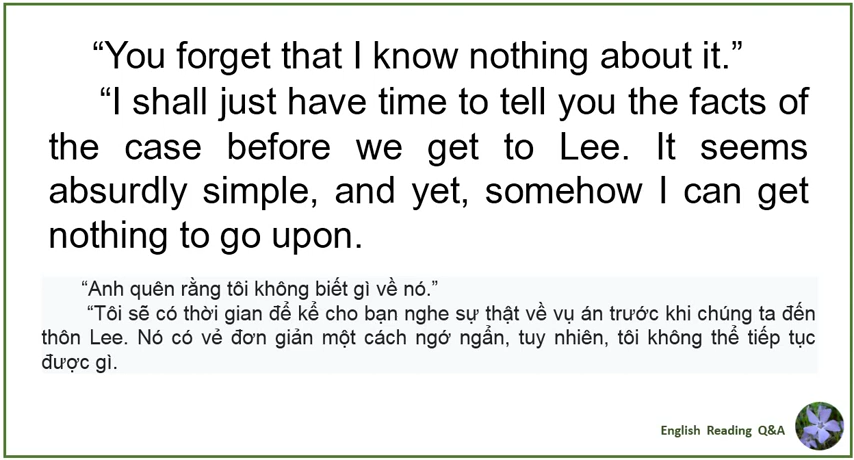 “You forget that I know nothing about it.”
“I shall just have time to tell you the facts of
the case before we get to Lee. It seems
absurdly simple, and yet, somehow I can get
nothing to go upon.
“Anh quên rằng tôi không biết gì về nó.”
“Tôi sẽ có thời gian để kể cho bạn nghe sự thật về vụ án trước khi chúng ta đến
thôn Lee. Nó có vẻ đơn giản một cách ngớ ngẩn, tuy nhiên, tôi không thể tiếp tục
được gì.
English Reading Q&A